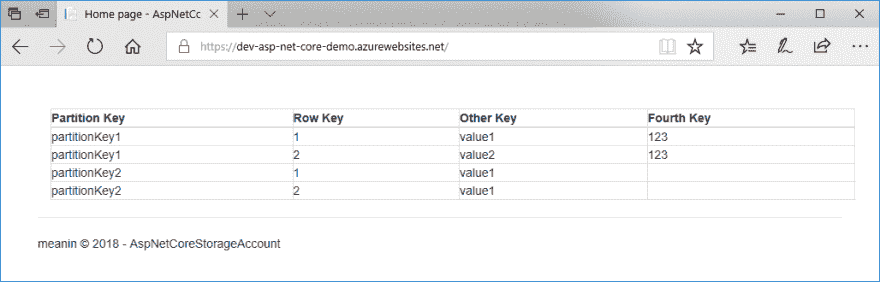 Home page - AspNetCc
https://dev-asp-net-core-demo.azurewebsites.net/
Partition Key Row Key Other Key Fourth Key
partitionKey1 1 value1 123
partitionKey1 2 value2 123
partitionKey2 1 value1
partitionKey2 2 value1
meanin © 2018 - AspNetCoreStorageAccount